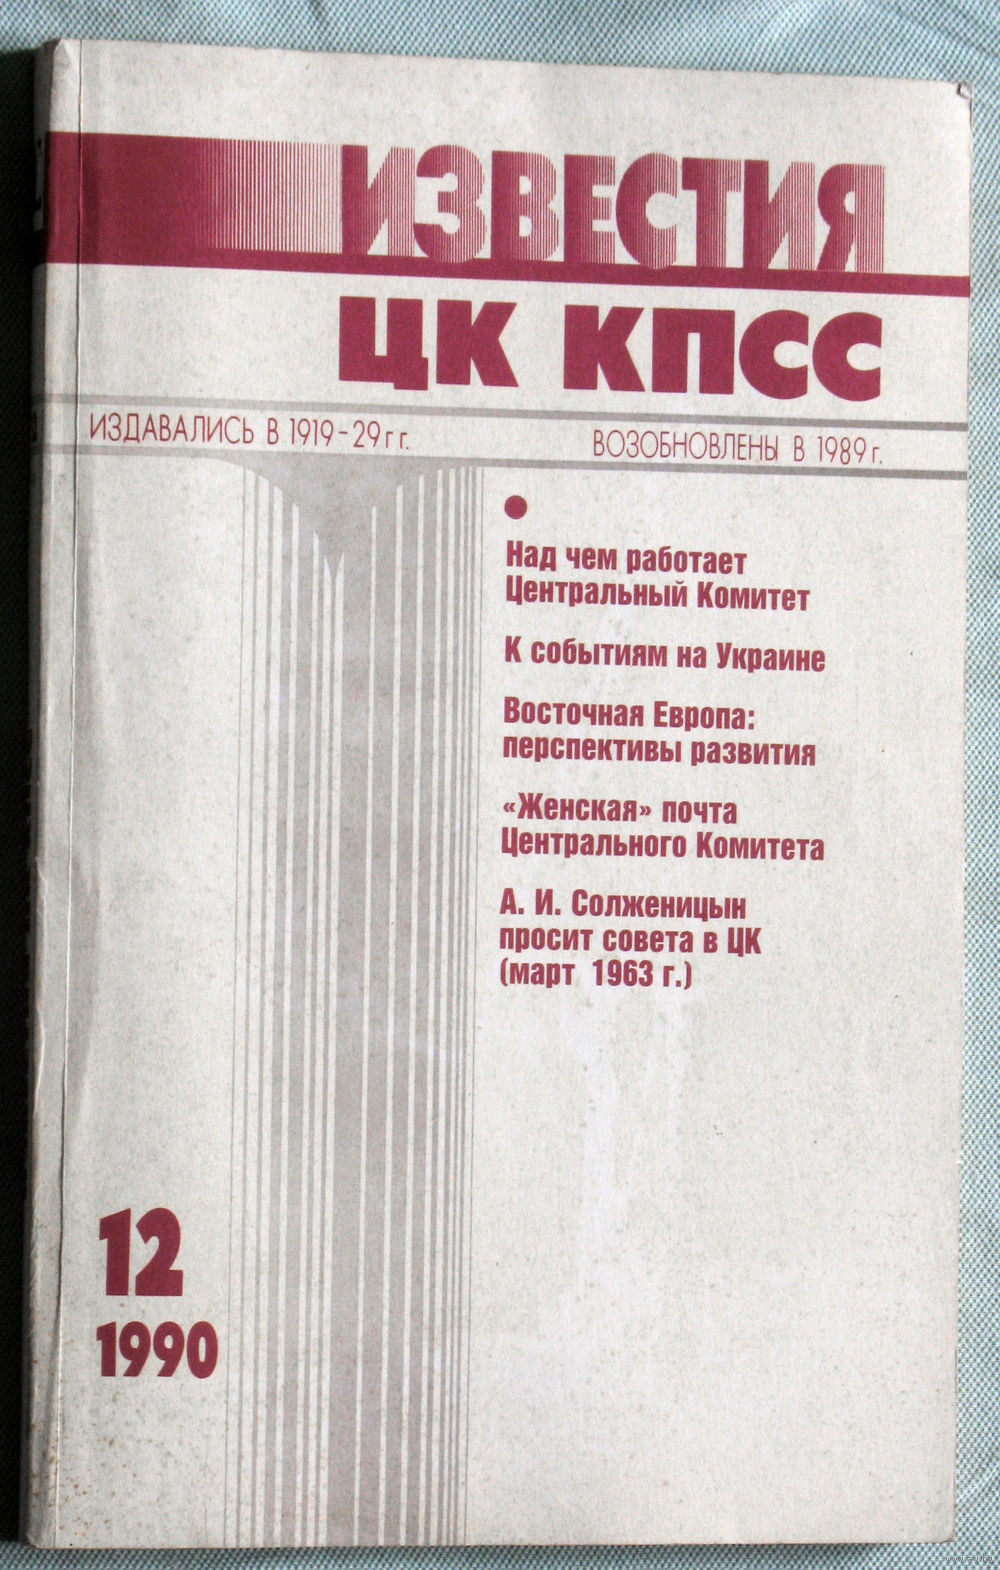 ИЗВЕСТИЯ
ЦК КПСС
ИЗДАВАЛИСЬ В 1919-29 г г.
ВОЗОБНОВЛЕНЫ В 1989 г.
Над чем работает
Центральный Комитет
К событиям на Украине
Восточная Европа:
перспективы развития
«Женская» почта
Центрального Комитета
А. И. Солженицын
просит совета в ЦК
(март 1963 г.)
12
1990